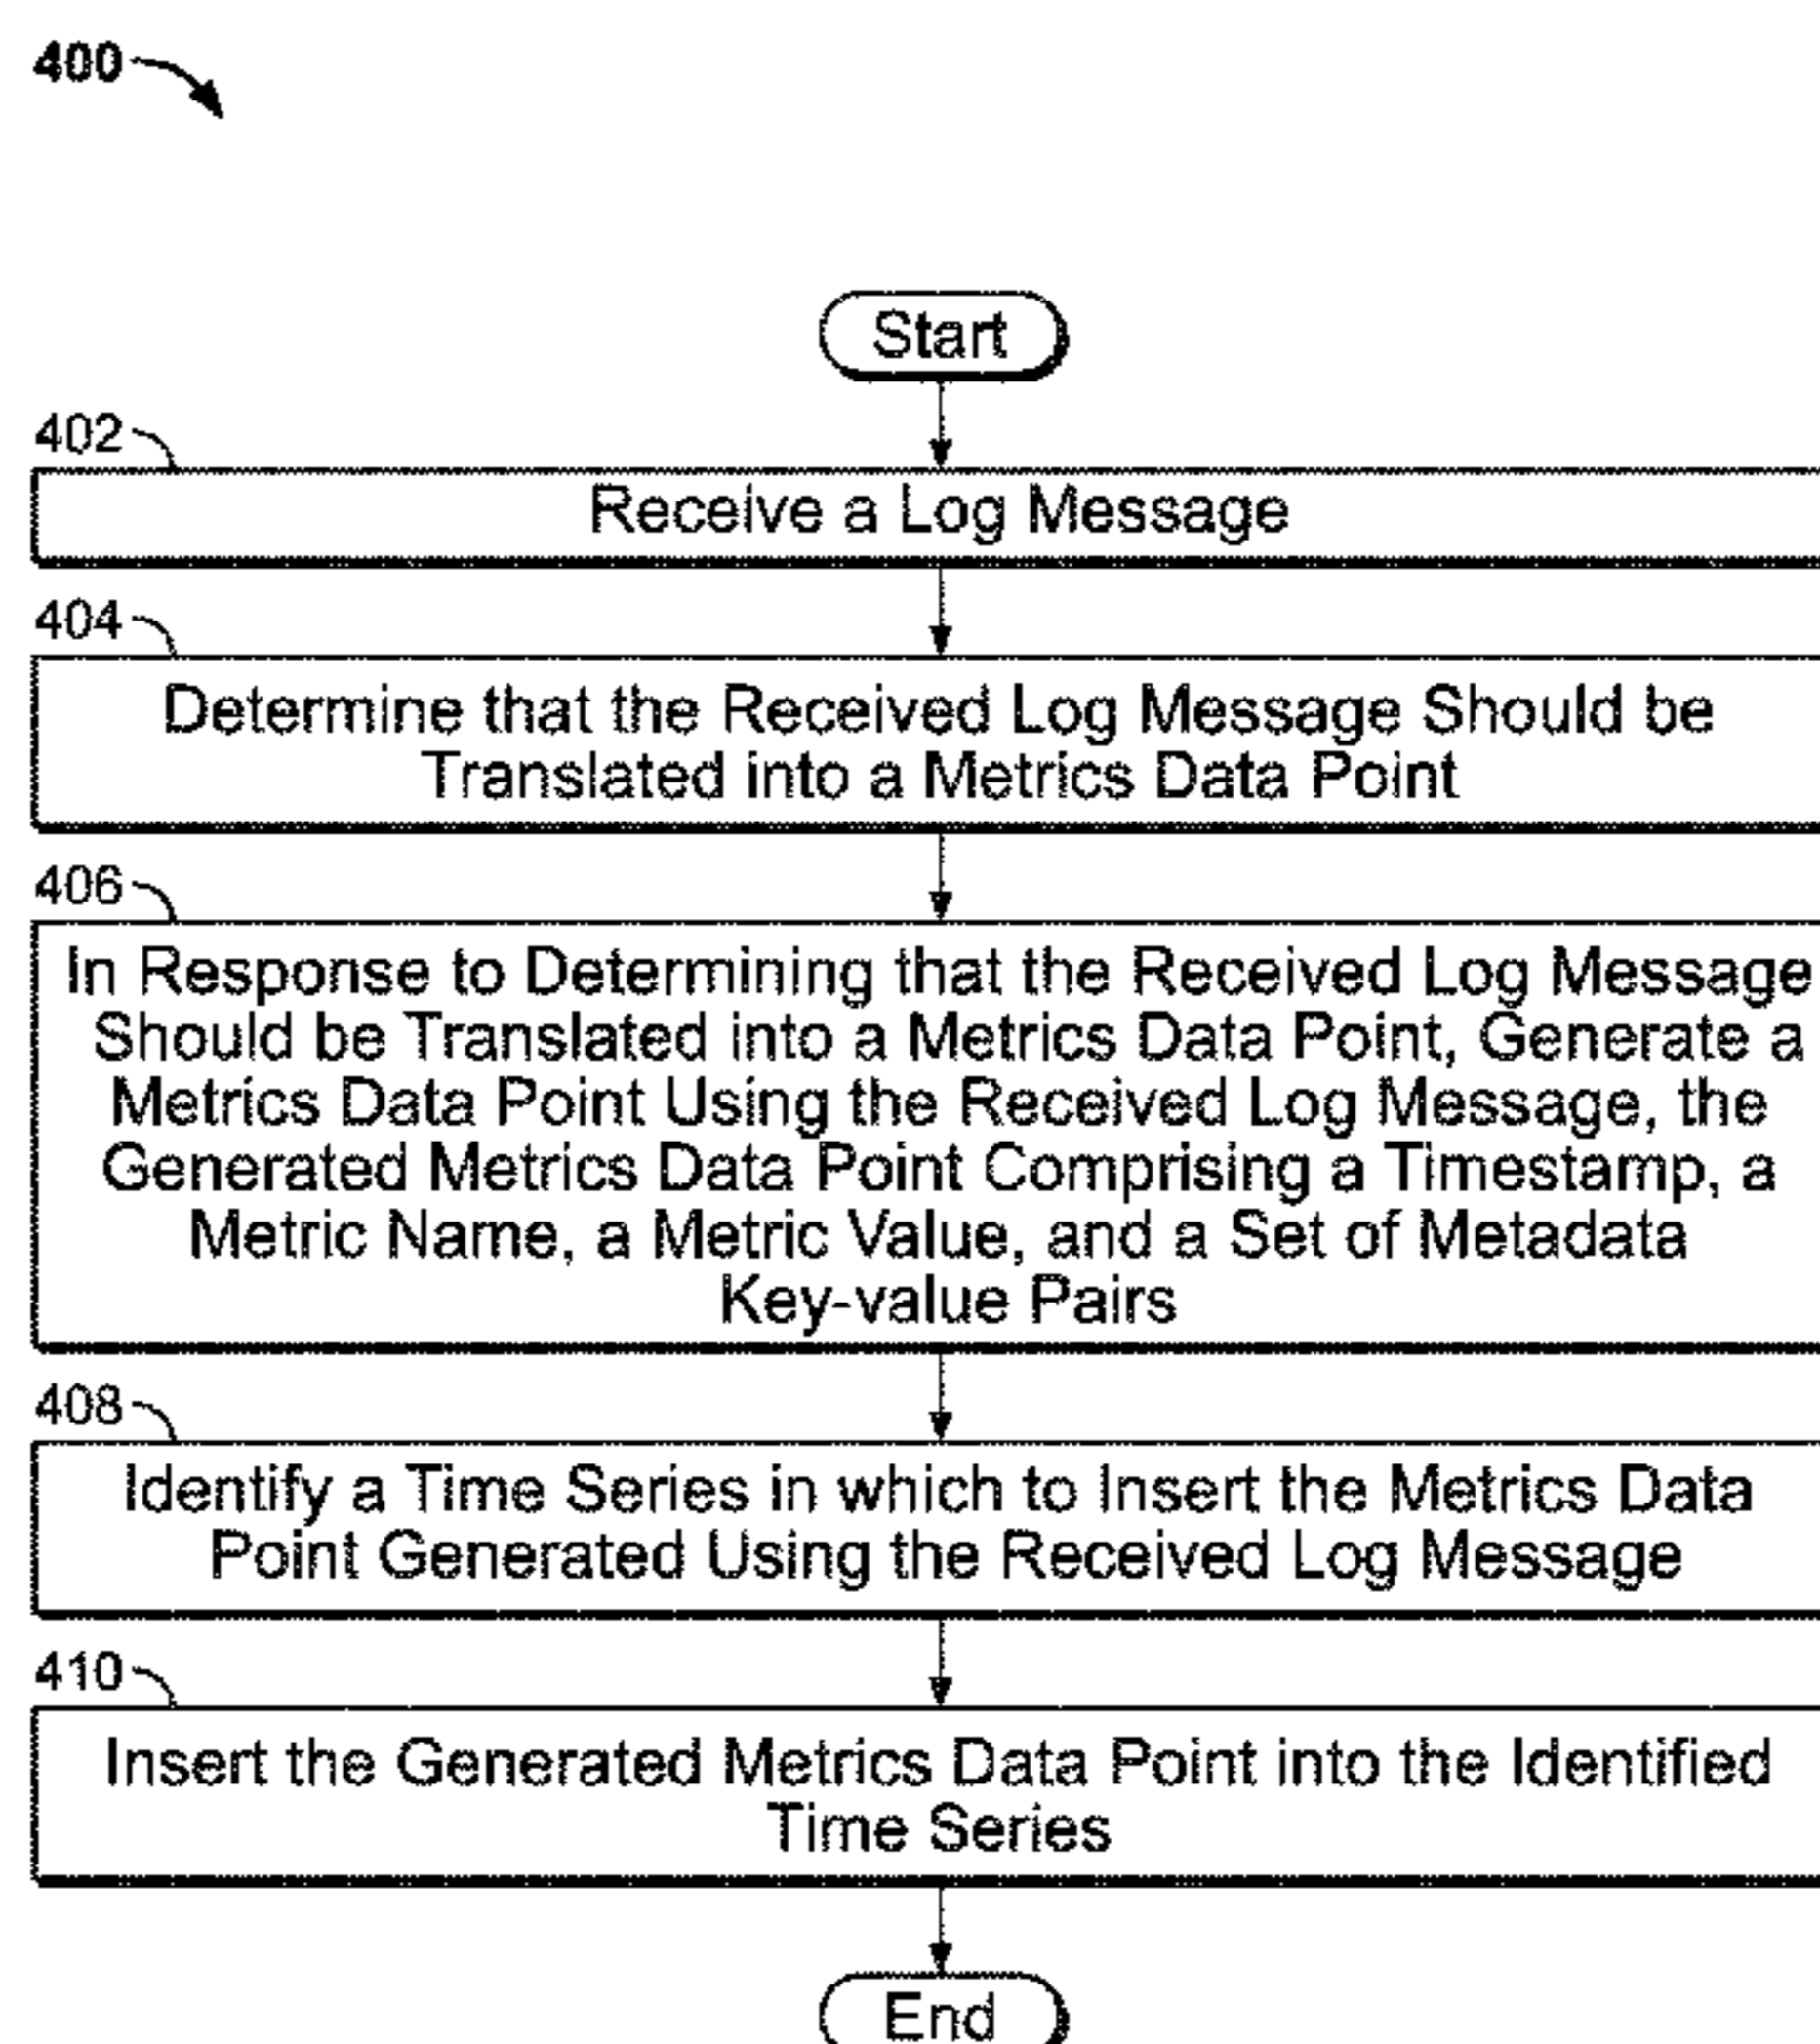 400
Start
402
Receive a Log Message
404
Determine that the Received Log Message Should be
Translated into a Metrics Data Point
406
In Response to Determining that the Received Log Message
Should be Translated into a Metrics Data Point, Generate a
Metrics Data Point Using the Received Log Message, the
Generated Metrics Data Point Comprising a Timestamp, a
Metric Name, a Metric Value, and a Set of Metadata
Key-value Pairs
408
Identify a Time Series in which to Insert the Metrics Data
Point Generated Using the Received Log Message
410
Insert the Generated Metrics Data Point into the Identified
Time Series
End